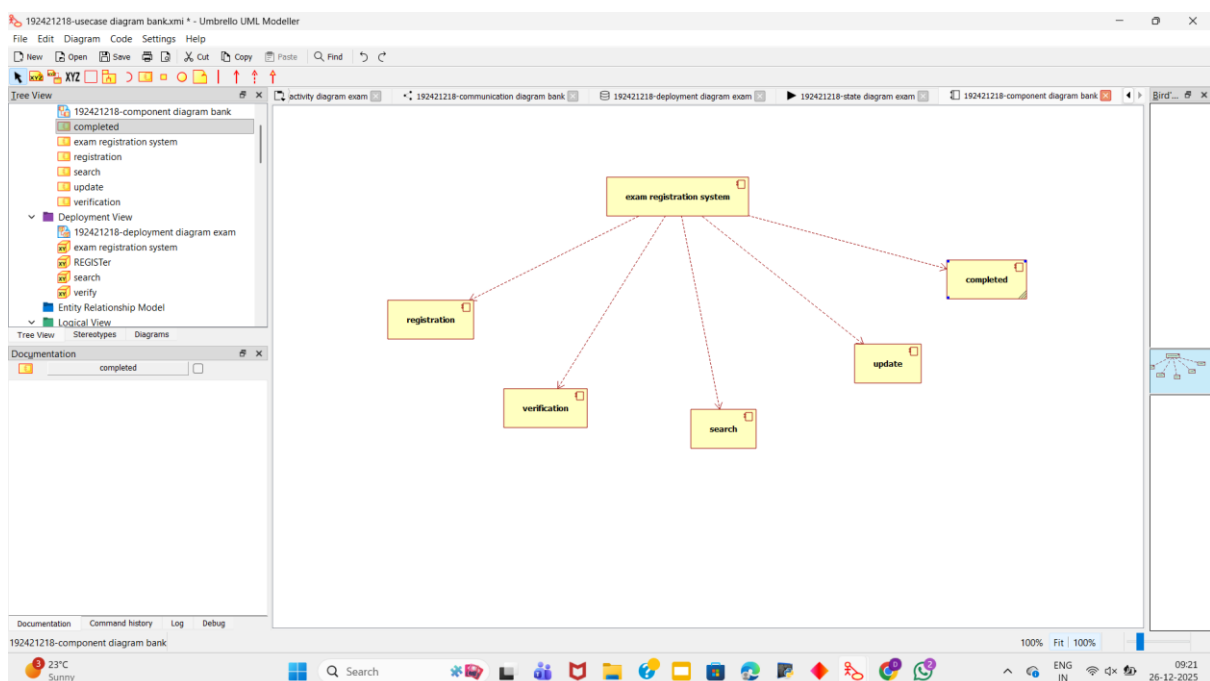 192421218-usecase diagram bank.xmi * - Umbrello UML Modeller
File Edit Diagram Code Settings Help
New Open Save Cut Copy Paste Find
XYZ
Tree View
activity diagram exam 192421218-communication diagram bank 192421218-deployment diagram exam 192421218-state diagram exam 192421218-component diagram bank
Bird'...
192421218-component diagram bank
completed
exam registration system
registration
search
update
verification
Deployment View
192421218-deployment diagram exam
exam registration system
REGISTer
search
verify
Entity Relationship Model
Logical View
Tree View Stereotypes Diagrams
Documentation
completed
exam registration system
completed
registration
update
verification
search
Documentation Command history Log Debug
192421218-component diagram bank
100% Fit 100%
3
23°C
Sunny
Search
2
ENG
IN
09:21
26-12-2025